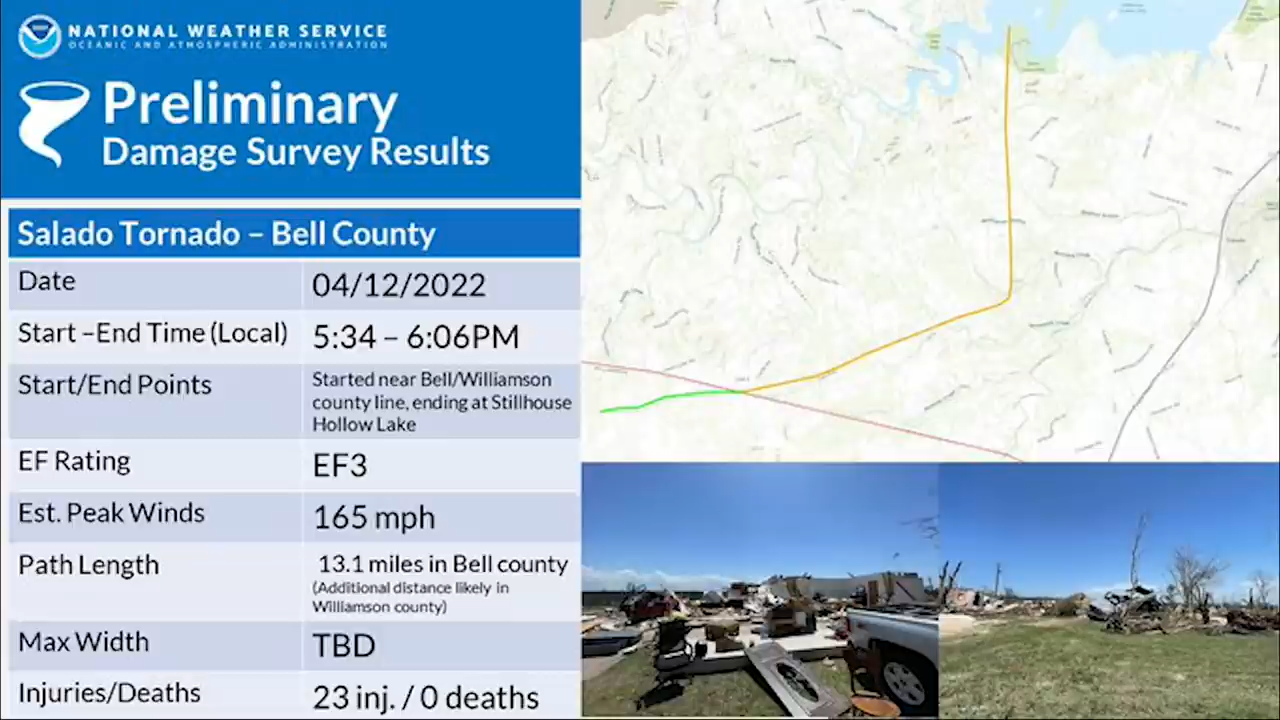 NATIONAL WEATHER SERVICE
OCEANIC AND ATMOSPHERIC ADMINISTRATION
Preliminary
Damage Survey Results
Salado Tornado – Bell County
Date 04/12/2022
Start –End Time (Local) 5:34 – 6:06PM
Start/End Points Started near Bell/Williamson
county line, ending at Stillhouse
Hollow Lake
EF Rating EF3
Est. Peak Winds 165 mph
Path Length 13.1 miles in Bell county
(Additional distance likely in
Williamson county)
Max Width TBD
Injuries/Deaths 23 inj. / 0 deaths